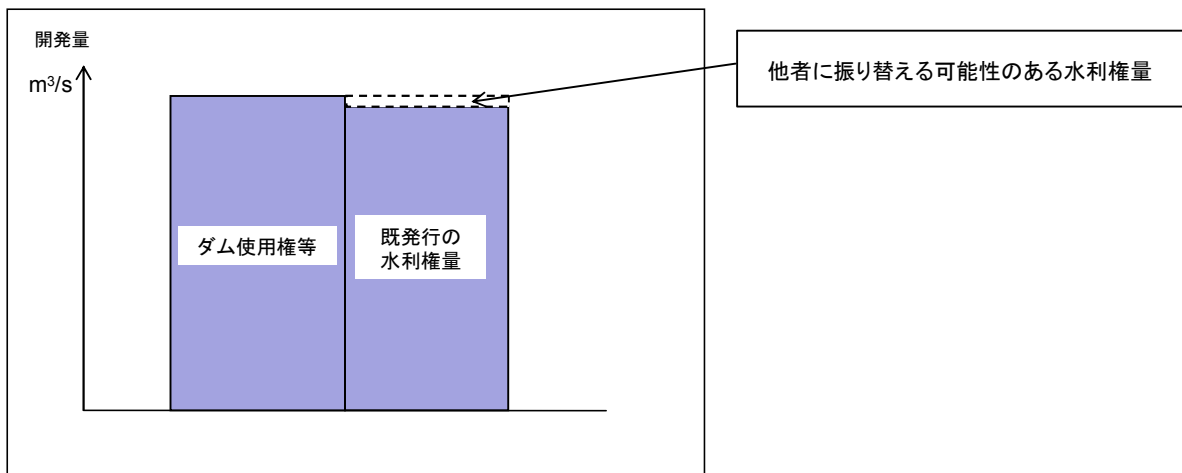 開発量
m³/s
他者に振り替える可能性のある水利権量
ダム使用権等
既発行の
水利権量